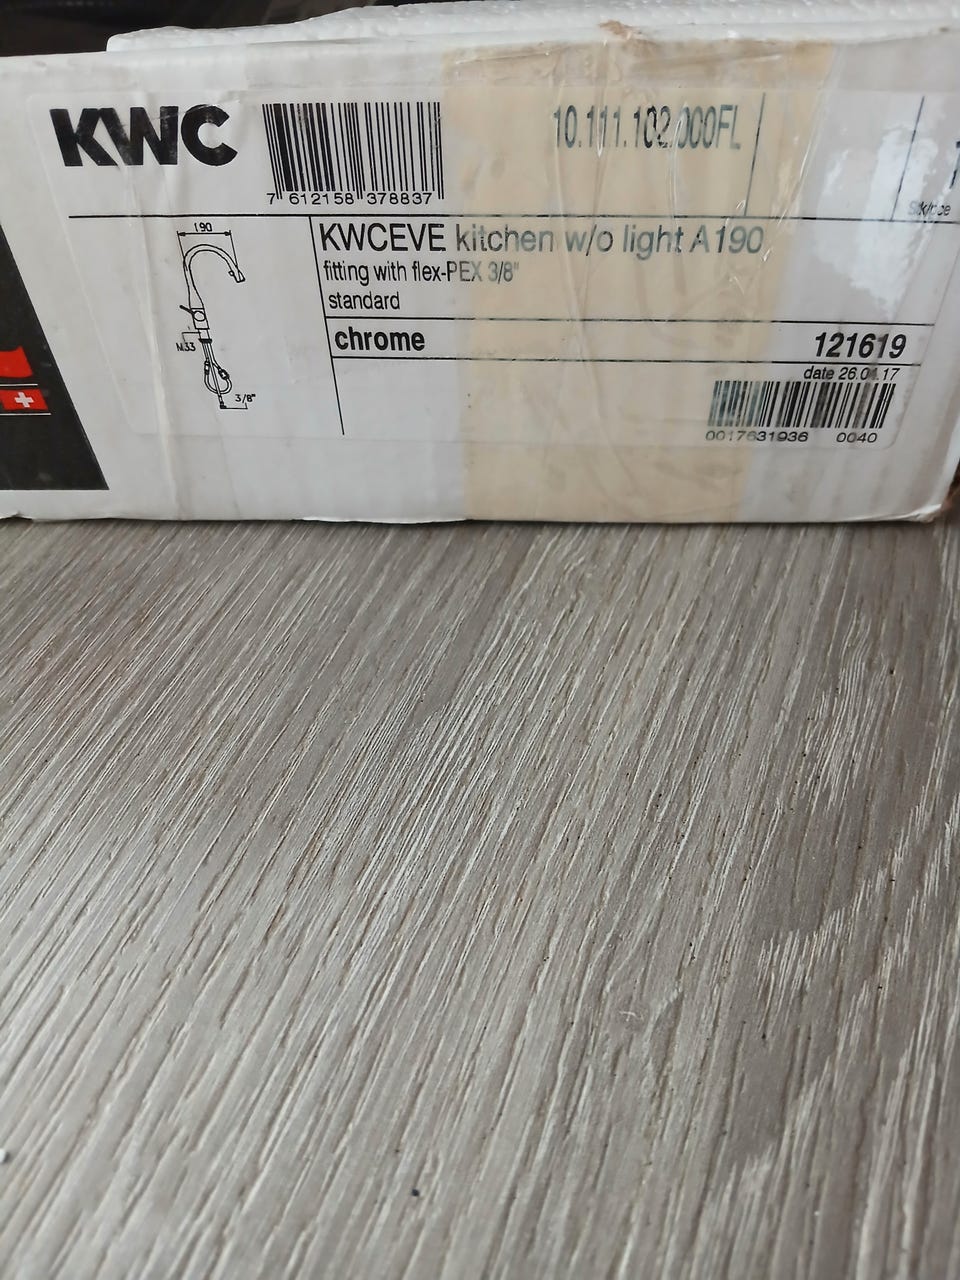 KWC
7 612158 378837
10.111.102.000FL
190
M33
3/8"
KWCEVE kitchen w/o light A190
fitting with flex-PEX 3/8"
standard
chrome
121619
date 26.04.17
0017631936 0040